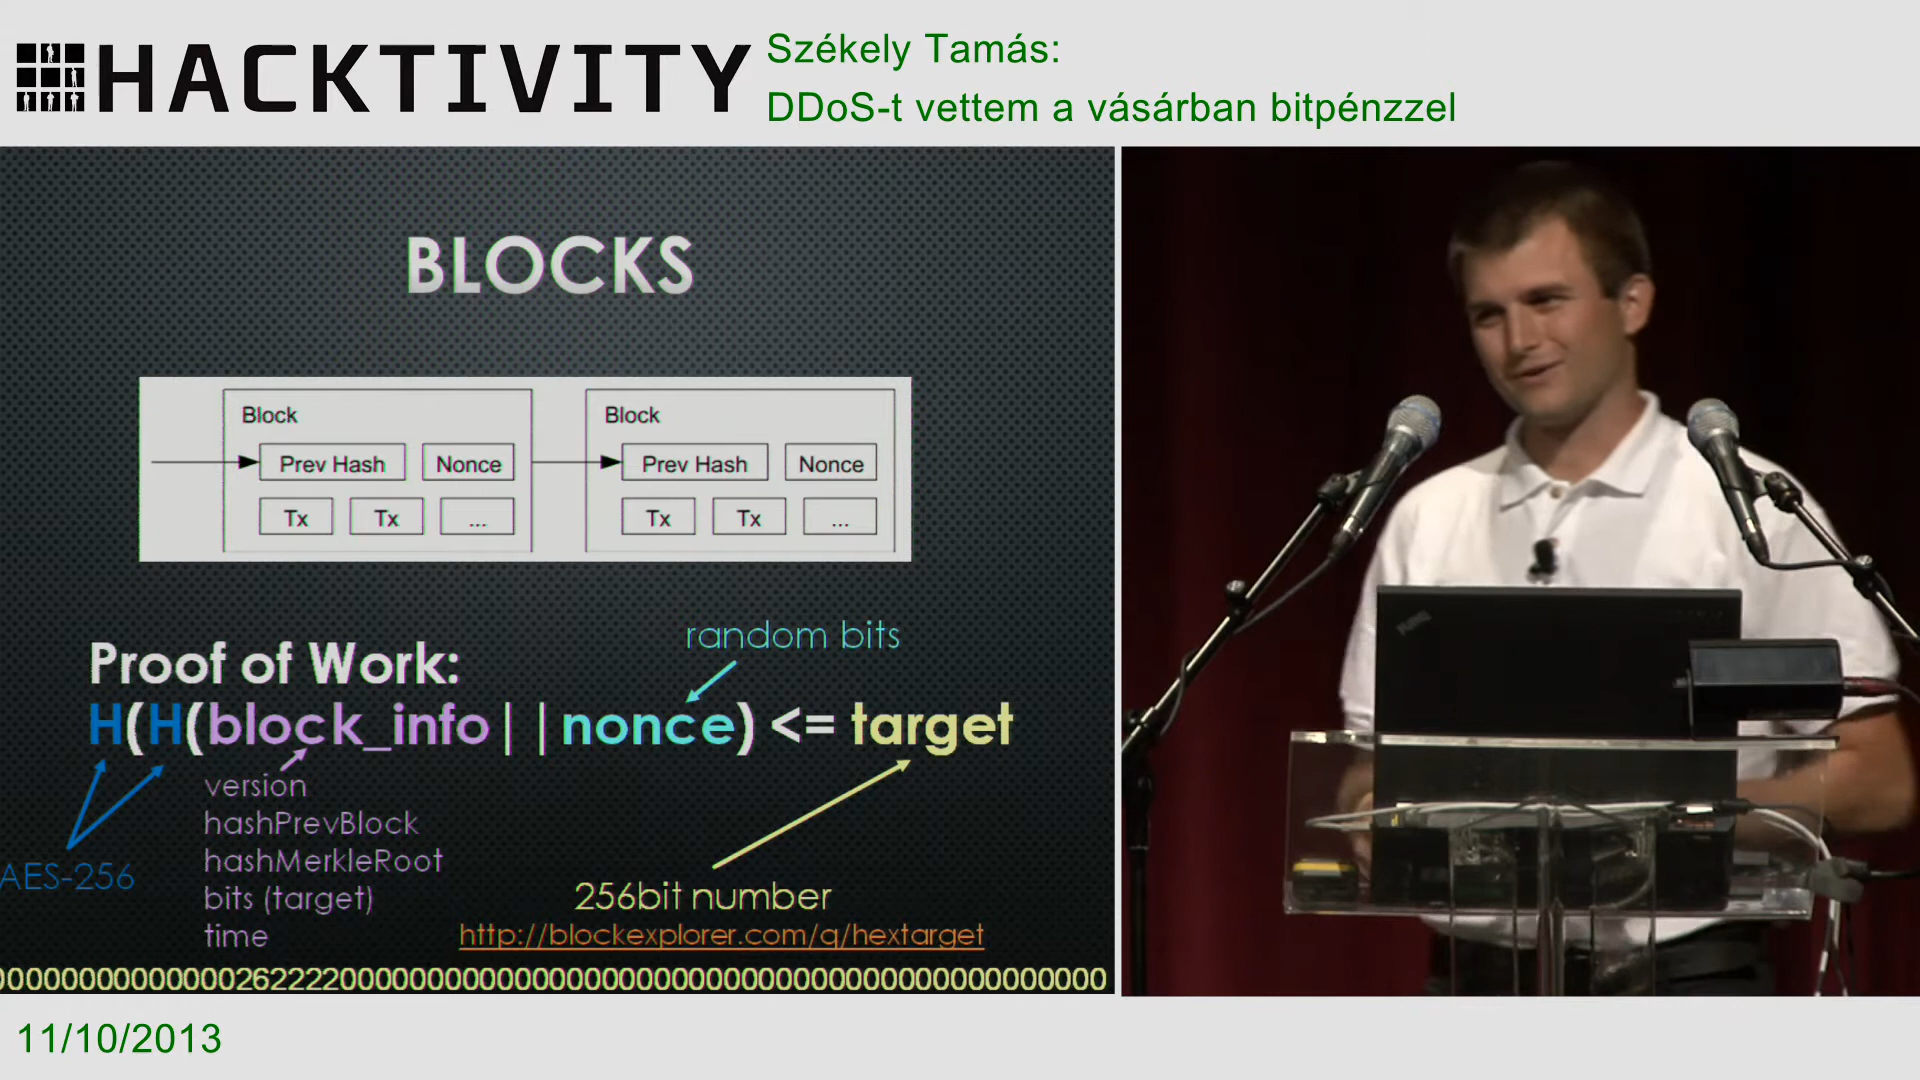 HACKTIVITY
Székely Tamás:
DDoS-t vettem a vásárban bitpénzzel
BLOCKS
Block
Prev Hash Nonce
Tx Tx ...
Block
Prev Hash Nonce
Tx Tx ...
random bits
Proof of Work:
H(H(block_info||nonce) <= target
version
hashPrevBlock
hashMerkleRoot
bits (target)
time
AES-256
256bit number
http://blockexplorer.com/q/hextarget
11/10/2013